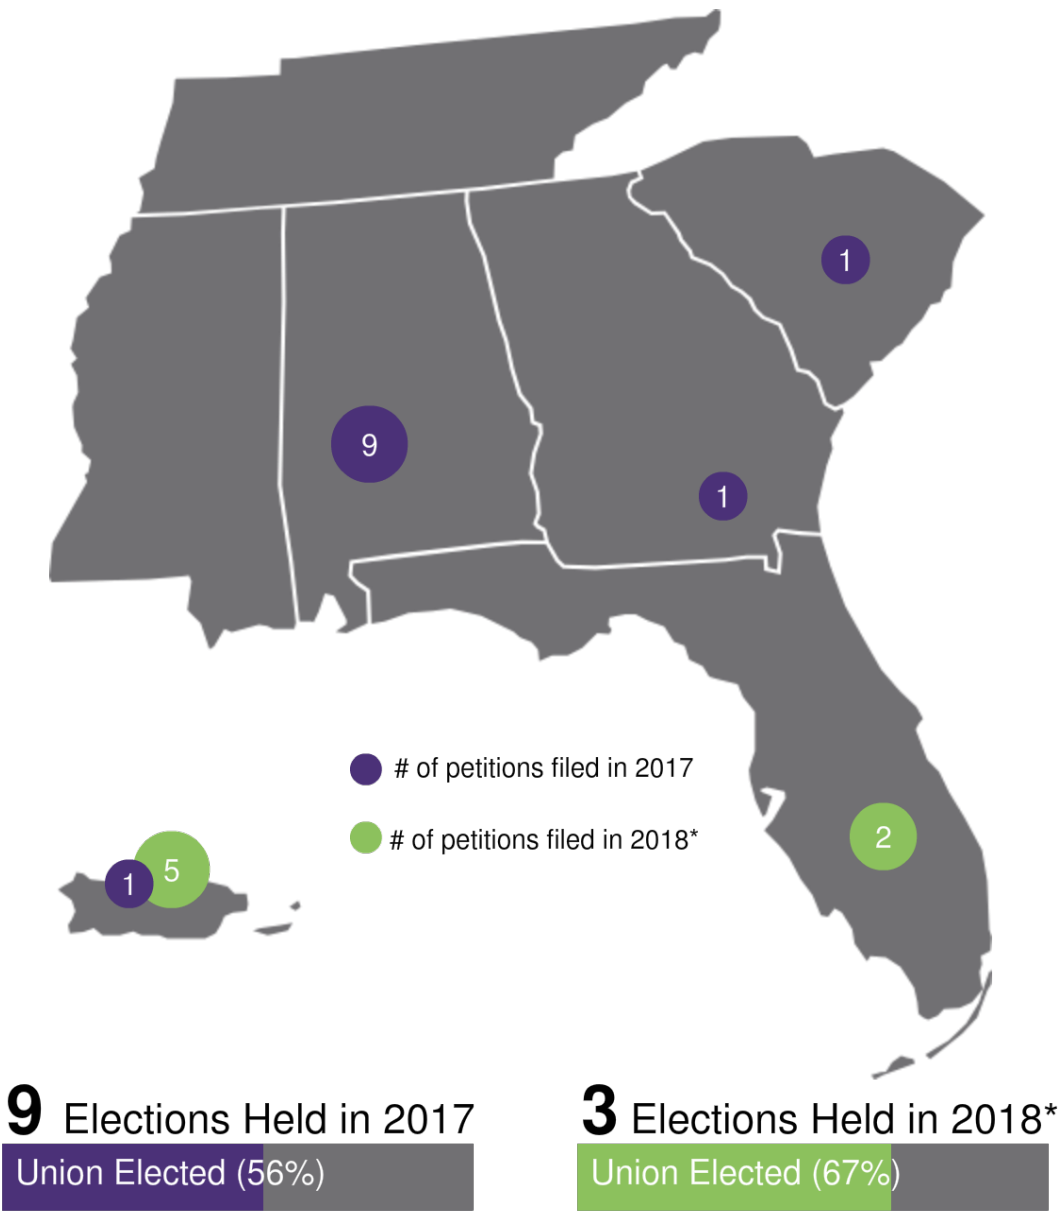 1
9
1
# of petitions filed in 2017
# of petitions filed in 2018*
2
5
1
9 Elections Held in 2017
Union Elected (56%)
3 Elections Held in 2018*
Union Elected (67%)